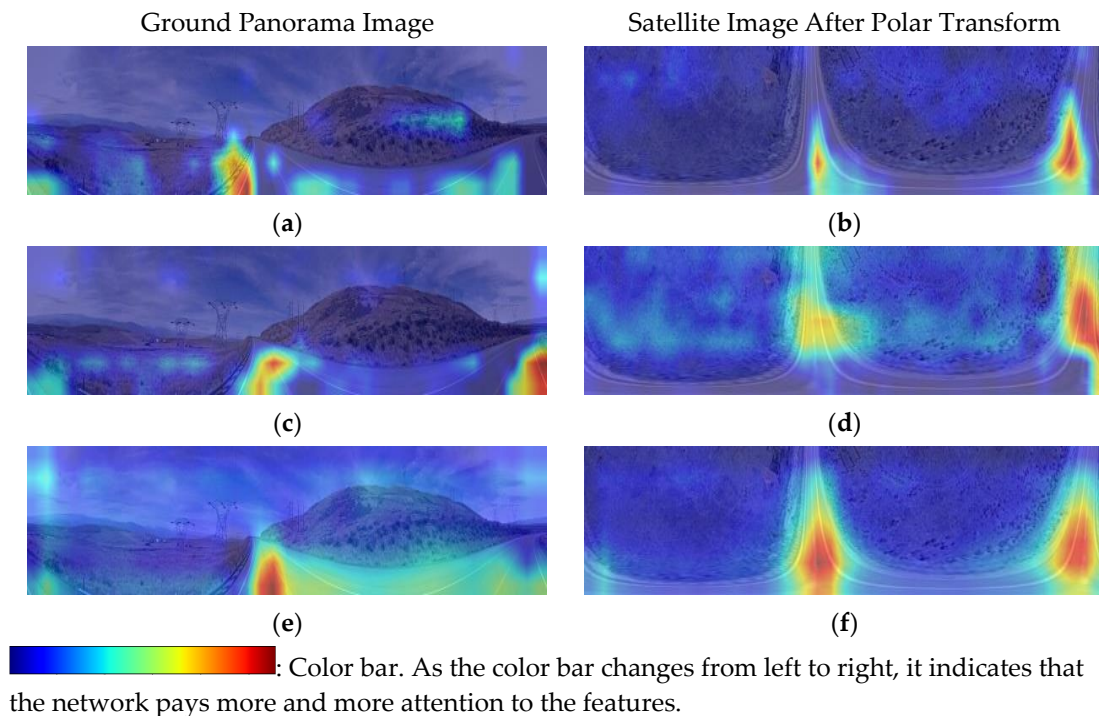 Ground Panorama Image
Satellite Image After Polar Transform
(a)
(b)
(c)
(d)
(e)
(f)
: Color bar. As the color bar changes from left to right, it indicates that
the network pays more and more attention to the features.